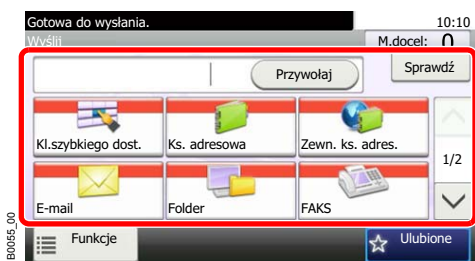 Gotowa do wysłania. 10:10
Wyślij M.docel: 0
Przywołaj Sprawdź
Kl.szybkiego dost. Ks. adresowa Zewn. ks. adres.
1/2
E-mail Folder FAKS
Funkcje Ulubione
B0055_00